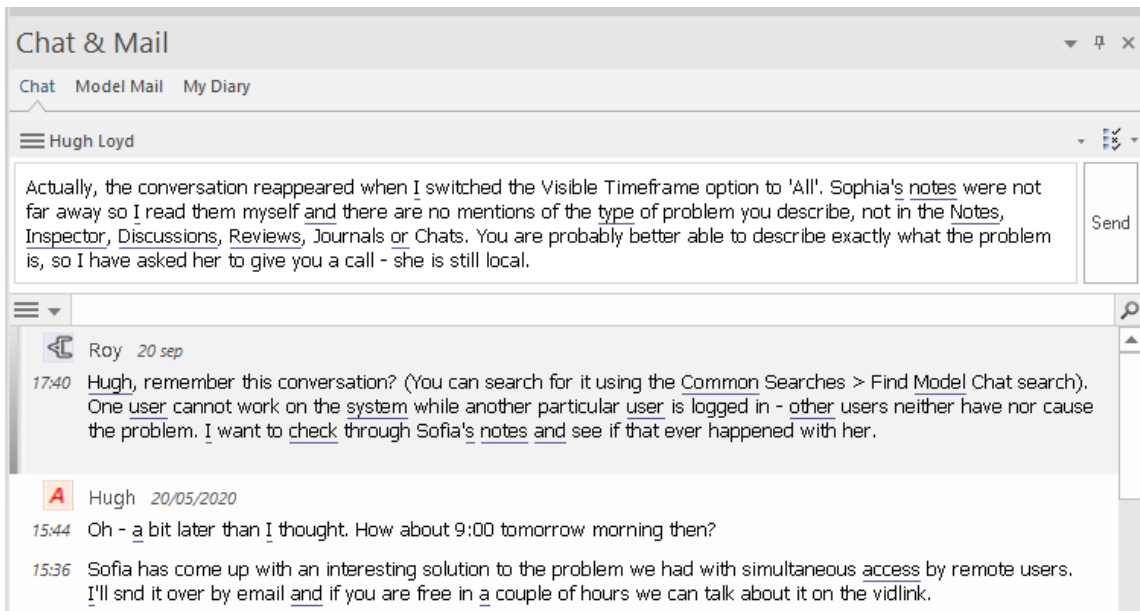 Chat & Mail
Chat Model Mail My Diary
Hugh Loyd
Actually, the conversation reappeared when I switched the Visible Timeframe option to 'All'. Sophia's notes were not
far away so I read them myself and there are no mentions of the type of problem you describe, not in the Notes,
Inspector, Discussions, Reviews, Journals or Chats. You are probably better able to describe exactly what the problem
is, so I have asked her to give you a call - she is still local.
Send
Roy 20 sep
17:40 Hugh, remember this conversation? (You can search for it using the Common Searches > Find Model Chat search).
One user cannot work on the system while another particular user is logged in - other users neither have nor cause
the problem. I want to check through Sofia's notes and see if that ever happened with her.
A Hugh 20/05/2020
15:44 Oh - a bit later than I thought. How about 9:00 tomorrow morning then?
15:36 Sofia has come up with an interesting solution to the problem we had with simultaneous access by remote users.
I'll snd it over by email and if you are free in a couple of hours we can talk about it on the vidlink.